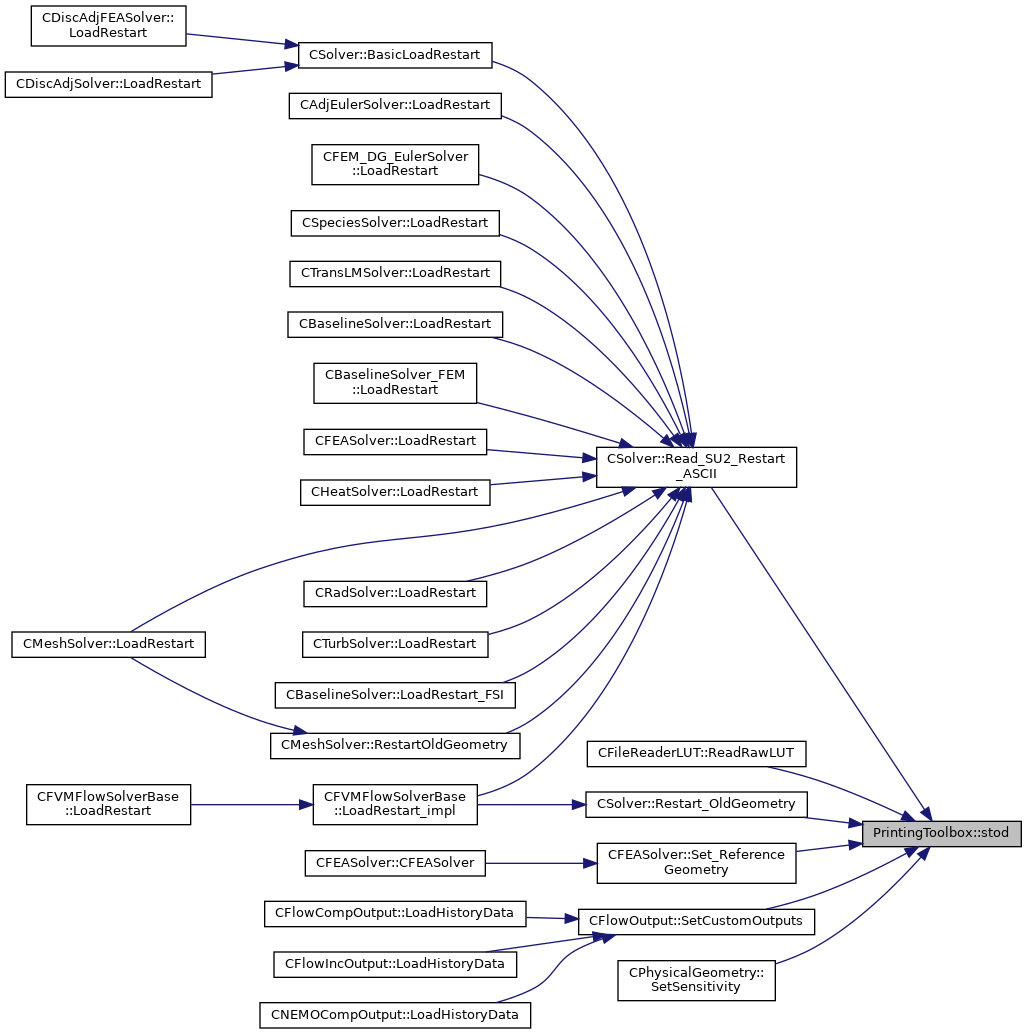 CDiscAdjFEASolver::
LoadRestart
CSolver::BasicLoadRestart
CDiscAdjSolver::LoadRestart
CAdjEulerSolver::LoadRestart
CFEM_DG_EulerSolver
::LoadRestart
CSpeciesSolver::LoadRestart
CTransLMSolver::LoadRestart
CBaselineSolver::LoadRestart
CBaselineSolver_FEM
::LoadRestart
CFEASolver::LoadRestart
CSolver::Read_SU2_Restart
_ASCII
CHeatSolver::LoadRestart
CRadSolver::LoadRestart
CTurbSolver::LoadRestart
CMeshSolver::LoadRestart
CBaselineSolver::LoadRestart_FSI
CMeshSolver::RestartOldGeometry
CFileReaderLUT::ReadRawLUT
CFVMFlowSolverBase
::LoadRestart
CFVMFlowSolverBase
::LoadRestart_impl
CSolver::Restart_OldGeometry
PrintingToolbox::stod
CFEASolver::CFEASolver
CFEASolver::Set_Reference
Geometry
CFlowCompOutput::LoadHistoryData
CFlowOutput::SetCustomOutputs
CFlowIncOutput::LoadHistoryData
CPhysicalGeometry::
SetSensitivity
CNEMOCompOutput::LoadHistoryData